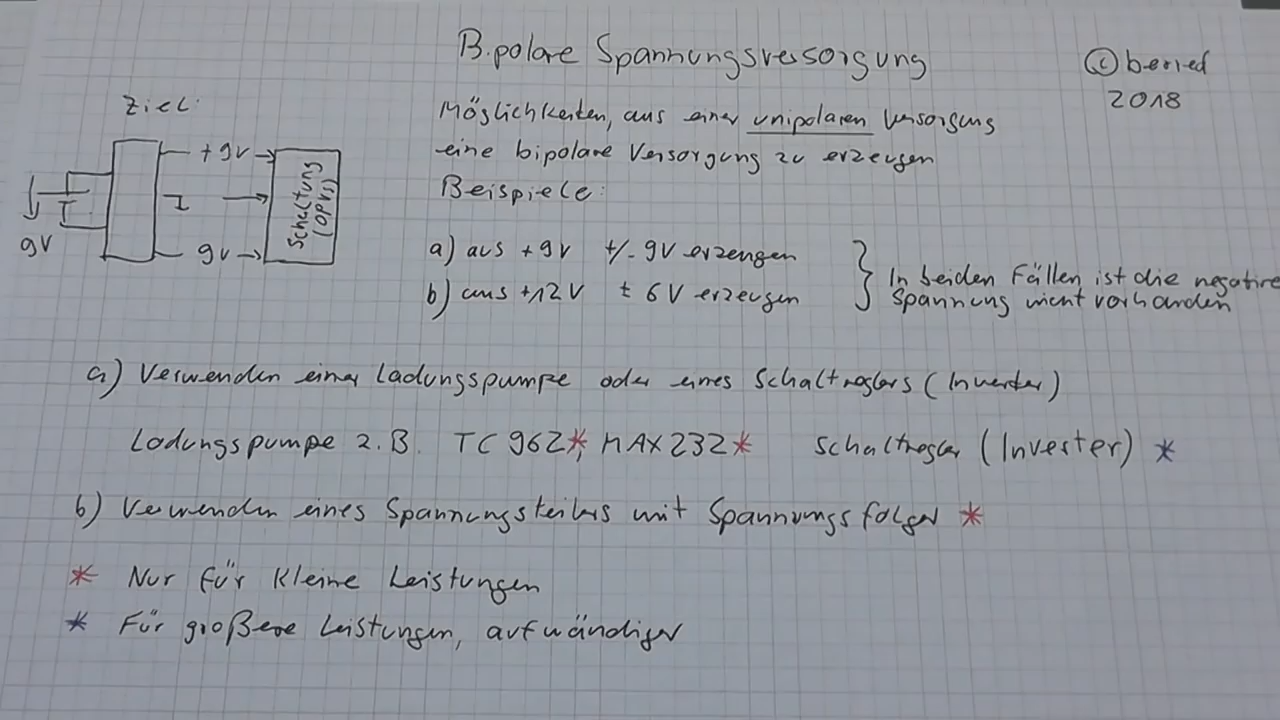 Bipolare Spannungsversorgung
© berred
2018
Ziel:
Möglichkeiten, aus einer unipolaren Versorgung
eine bipolare Versorgung zu erzeugen
Beispiele:
+9V
9V
9V
Schaltung
(OPV)
a) aus +9V +/- 9V erzeugen
b) aus +12V ± 6V erzeugen
} In beiden Fällen ist die negative
Spannung nicht vorhanden
a) Verwenden einer Ladungspumpe oder eines Schaltreglers (Inverter)
Ladungspumpe z.B. TC962*, MAX232* Schaltregler (Invester) *
b) Verwenden eines Spannungsteilers mit Spannungsfolger *
* Nur für kleine Leistungen
* Für größere Leistungen, aufwändiger